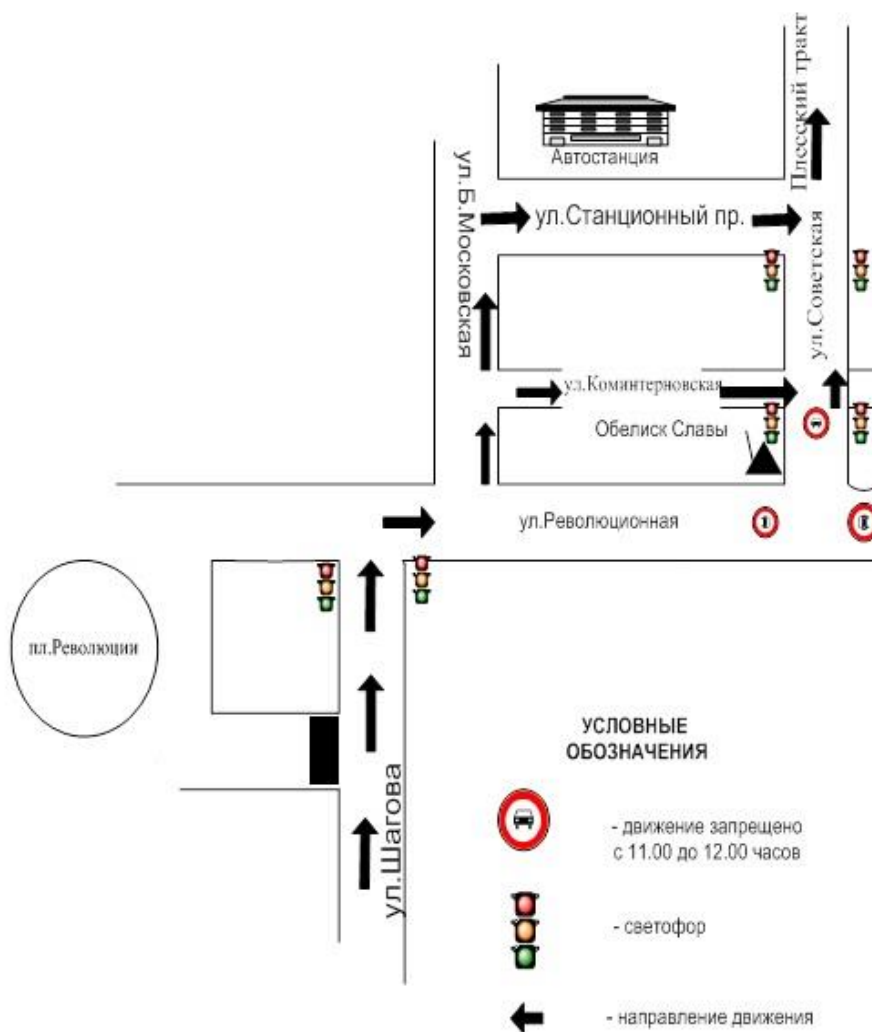 Плесский тракт
Автостанция
ул.Б.Московская
ул.Станционный пр.
ул.Советская
ул.Коминтерновская
Обелиск Славы
ул.Революционная
пл.Революции
ул.Шагова
УСЛОВНЫЕ
ОБОЗНАЧЕНИЯ
- движение запрещено
с 11.00 до 12.00 часов
- светофор
- направление движения